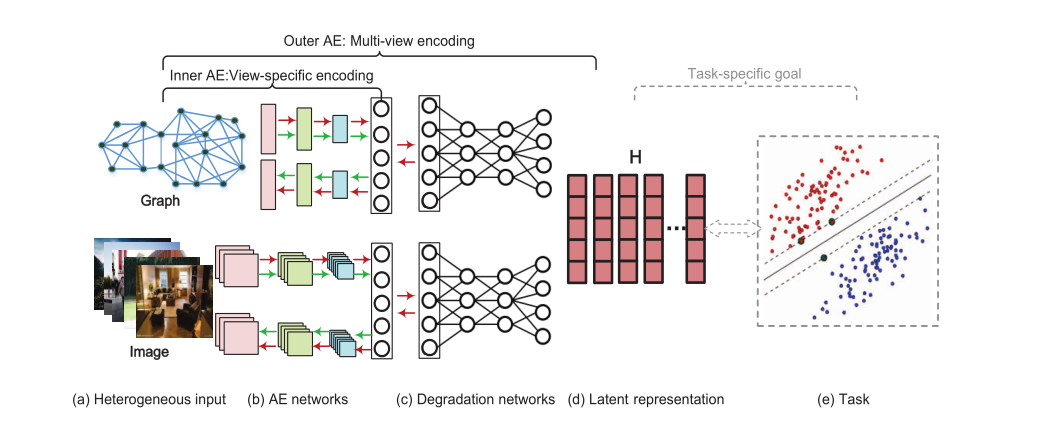 Outer AE: Multi-view encoding
Inner AE:View-specific encoding
Task-specific goal
H
Graph
Image
(a) Heterogeneous input
(b) AE networks
(c) Degradation networks
(d) Latent representation
(e) Task